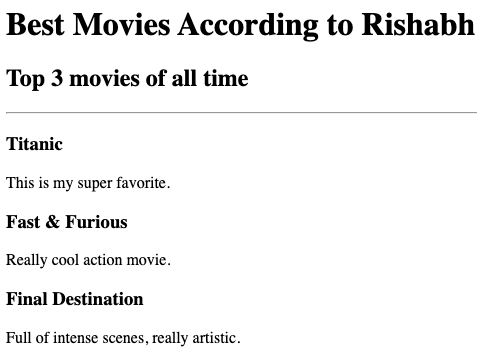 Best Movies According to Rishabh
Top 3 movies of all time
Titanic
This is my super favorite.
Fast & Furious
Really cool action movie.
Final Destination
Full of intense scenes, really artistic.